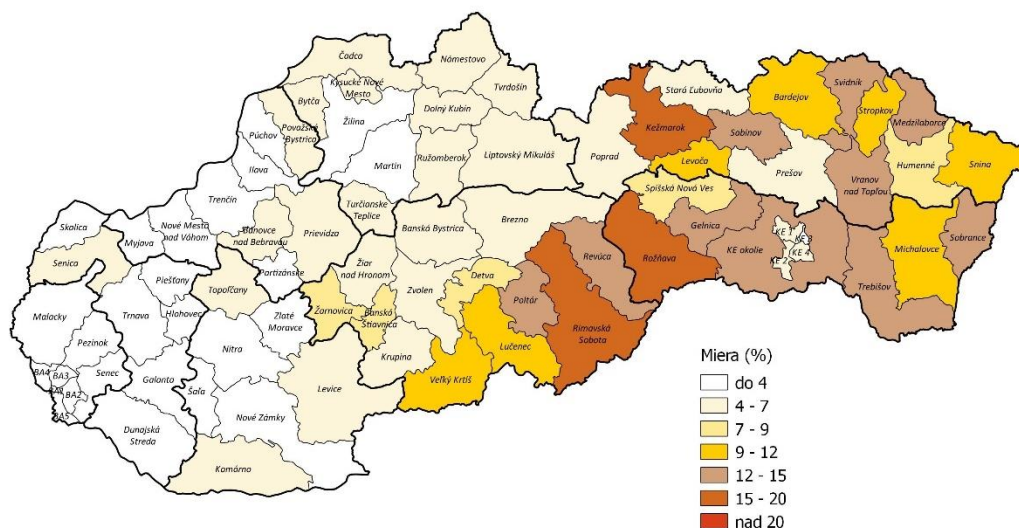 Čadca
Námestovo
Tvrdošín
Kysucké Nové
Mesto
Bytča
Žilina
Dolný Kubín
Púchov
Považská
Bystrica
Ilava
Martin
Ružomberok
Liptovský Mikuláš
Poprad
Stará Ľubovňa
Kežmarok
Sabinov
Levoča
Prešov
Bardejov
Svidník
Stropkov
Medzilaborce
Humenné
Snina
Vranov
nad Topľou
Spišská Nová Ves
Gelnica
Rožňava
KE okolie
KE 1
KE 3
KE 2
KE 4
Trebišov
Michalovce
Sobrance
Trenčín
Nové Mesto
nad Váhom
Myjava
Skalica
Senica
Bánovce
nad Bebravou
Prievidza
Turčianske
Teplice
Partizánske
Topoľčany
Banská Bystrica
Brezno
Žiar
nad Hronom
Zvolen
Detva
Žarnovica
Banská
Štiavnica
Krupina
Poltár
Revúca
Rimavská
Sobota
Lučenec
Veľký Krtíš
Piešťany
Hlohovec
Trnava
Malacky
Pezinok
Senec
BA4
BA3
BA2
BA5
Galanta
Dunajská
Streda
Šaľa
Nitra
Zlaté
Moravce
Levice
Nové Zámky
Komárno
Miera (%)
do 4
4 - 7
7 - 9
9 - 12
12 - 15
15 - 20
nad 20